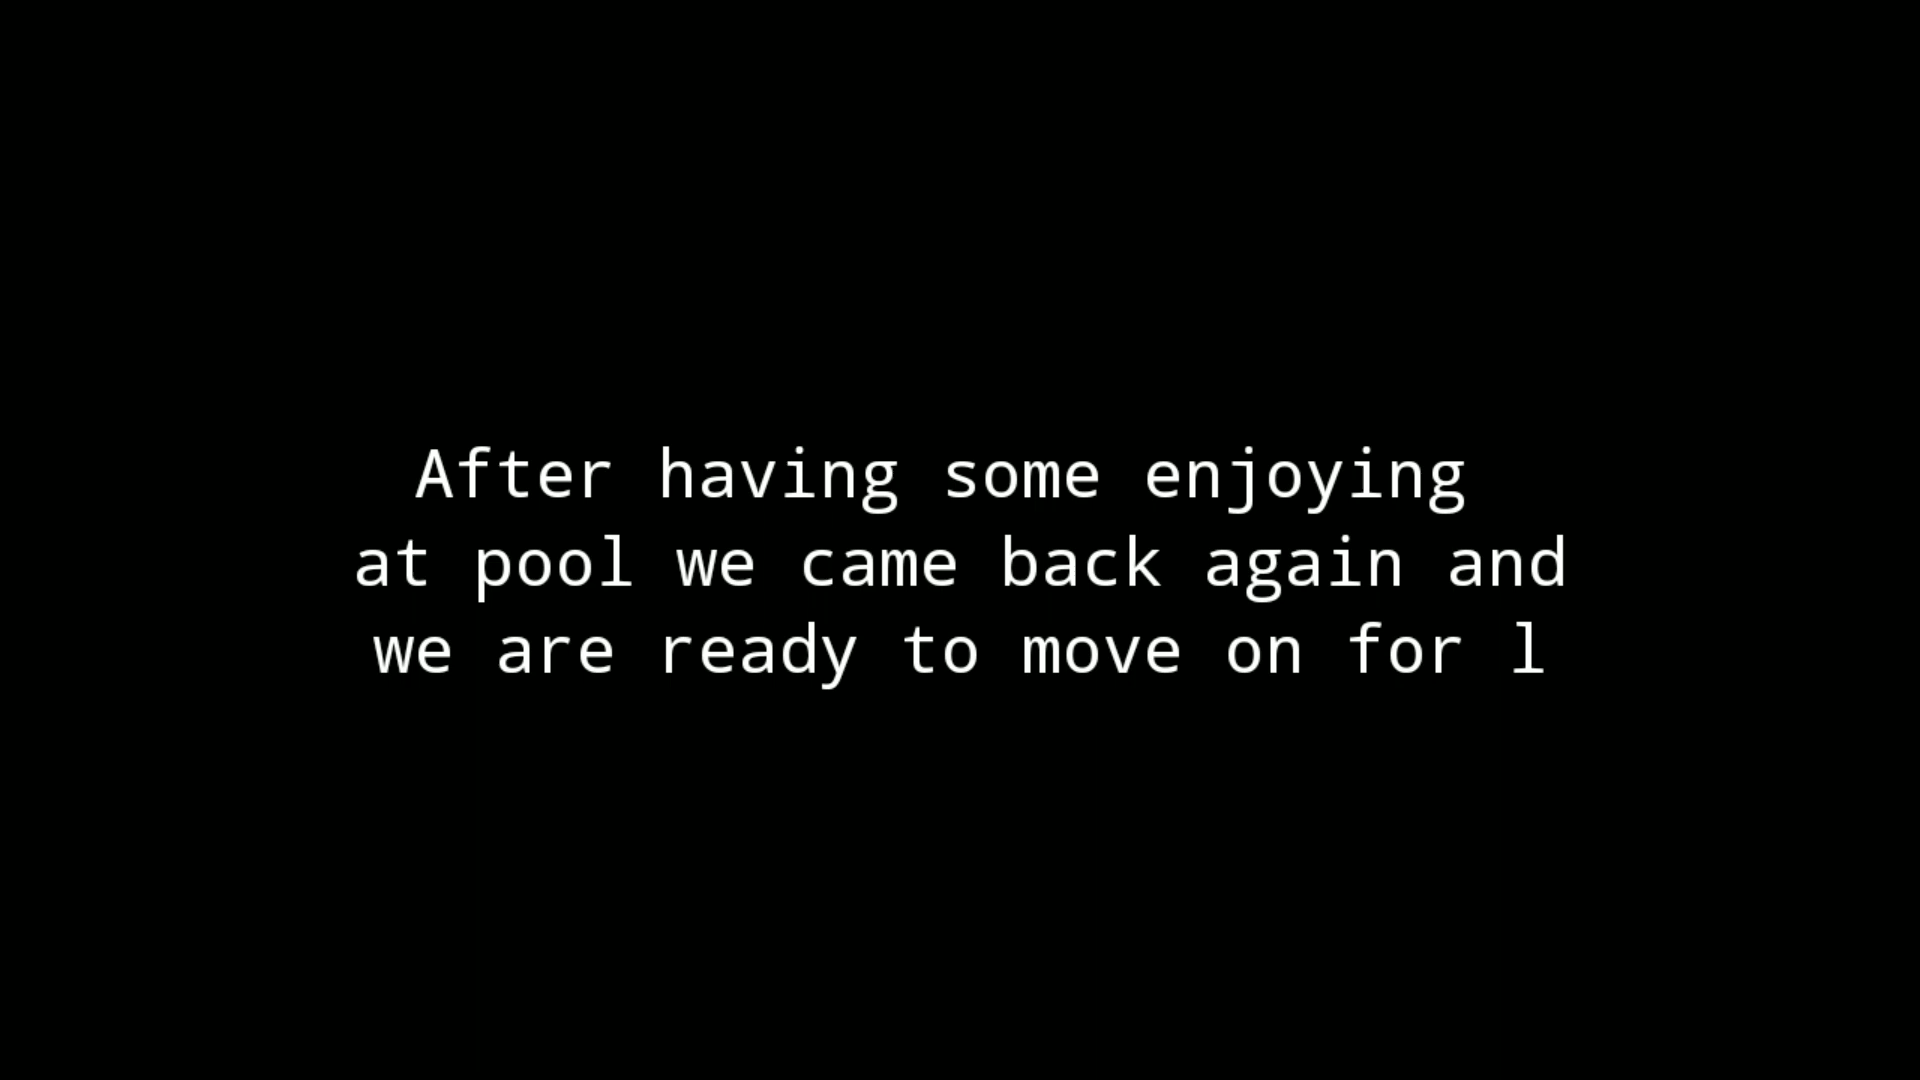 After having some enjoying
at pool we came back again and
we are ready to move on for l